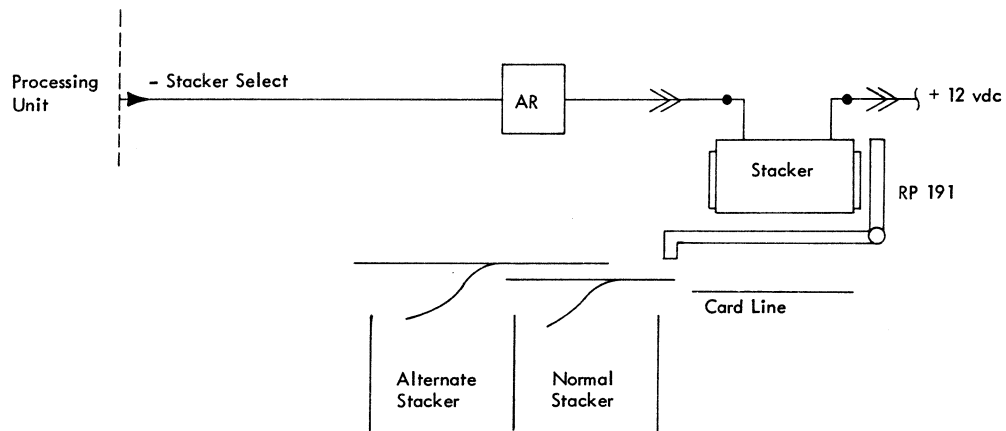 Processing
Unit
- Stacker Select
AR
+ 12 vdc
Stacker
RP 191
Card Line
Alternate
Stacker
Normal
Stacker